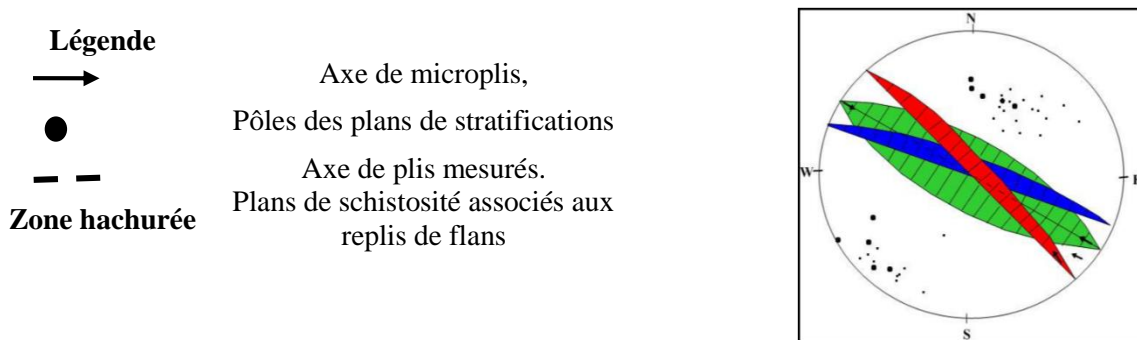 Légende
Axe de microplis,
Pôles des plans de stratifications
Axe de plis mesurés.
Zone hachurée
Plans de schistosité associés aux
replis de flans
N
W
E
S